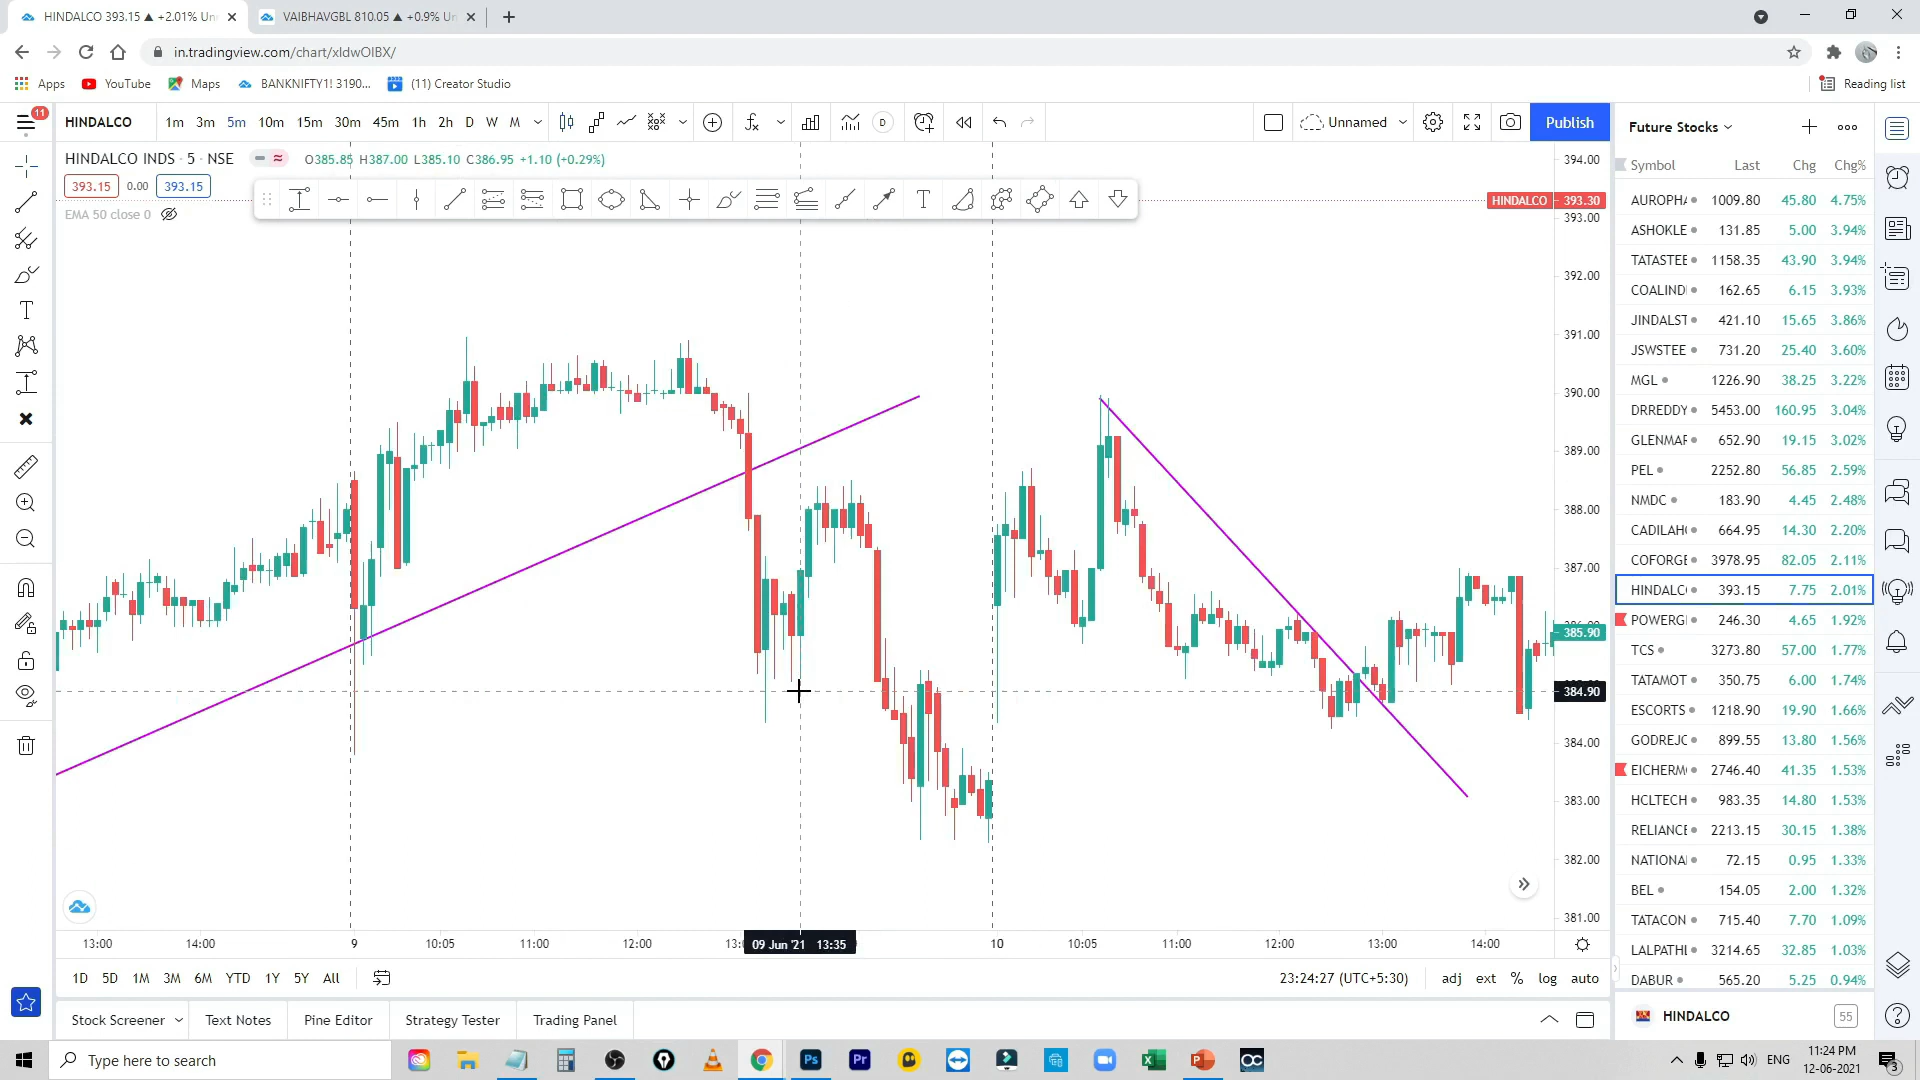 HINDALCO 393.15 ▲ +2.01% Un
VAIBHAVGBL 810.05 ▲ +0.9% Un
in.tradingview.com/chart/xIdwOIBX/
Apps
YouTube
Maps
BANKNIFTY1! 3190...
(11) Creator Studio
Reading list
11
HINDALCO
1m 3m 5m 10m 15m 30m 45m 1h 2h D W M
D
Unnamed
Publish
HINDALCO INDS · 5 · NSE
O385.85 H387.00 L385.10 C386.95 +1.10 (+0.29%)
393.15 0.00 393.15
EMA 50 close 0
T
394.00
HINDALCO 393.30
393.00
392.00
391.00
390.00
389.00
388.00
387.00
385.90
384.90
384.00
383.00
382.00
381.00
13:00 14:00 9 10:05 11:00 12:00 09 Jun '21 13:35 10 10:05 11:00 12:00 13:00 14:00
1D 5D 1M 3M 6M YTD 1Y 5Y All
23:24:27 (UTC+5:30)
adj ext % log auto
Stock Screener Text Notes Pine Editor Strategy Tester Trading Panel
Future Stocks
Symbol Last Chg Chg%
AUROPHA 1009.80 45.80 4.75%
ASHOKLE 131.85 5.00 3.94%
TATASTEE 1158.35 43.90 3.94%
COALIND 162.65 6.15 3.93%
JINDALST 421.10 15.65 3.86%
JSWSTEE 731.20 25.40 3.60%
MGL 1226.90 38.25 3.22%
DRREDDY 5453.00 160.95 3.04%
GLENMAR 652.90 19.15 3.02%
PEL 2252.80 56.85 2.59%
NMDC 183.90 4.45 2.48%
CADILAH 664.95 14.30 2.20%
COFORGE 3978.95 82.05 2.11%
HINDALC 393.15 7.75 2.01%
POWERG 246.30 4.65 1.92%
TCS 3273.80 57.00 1.77%
TATAMOT 350.75 6.00 1.74%
ESCORTS 1218.90 19.90 1.66%
GODREJC 899.55 13.80 1.56%
EICHERM 2746.40 41.35 1.53%
HCLTECH 983.35 14.80 1.53%
RELIANCE 2213.15 30.15 1.38%
NATIONA 72.15 0.95 1.33%
BEL 154.05 2.00 1.32%
TATACON 715.40 7.70 1.09%
LALPATHI 3214.65 32.85 1.03%
DABUR 565.20 5.25 0.94%
HINDALCO 55
Type here to search
ENG
11:24 PM
12-06-2021
3